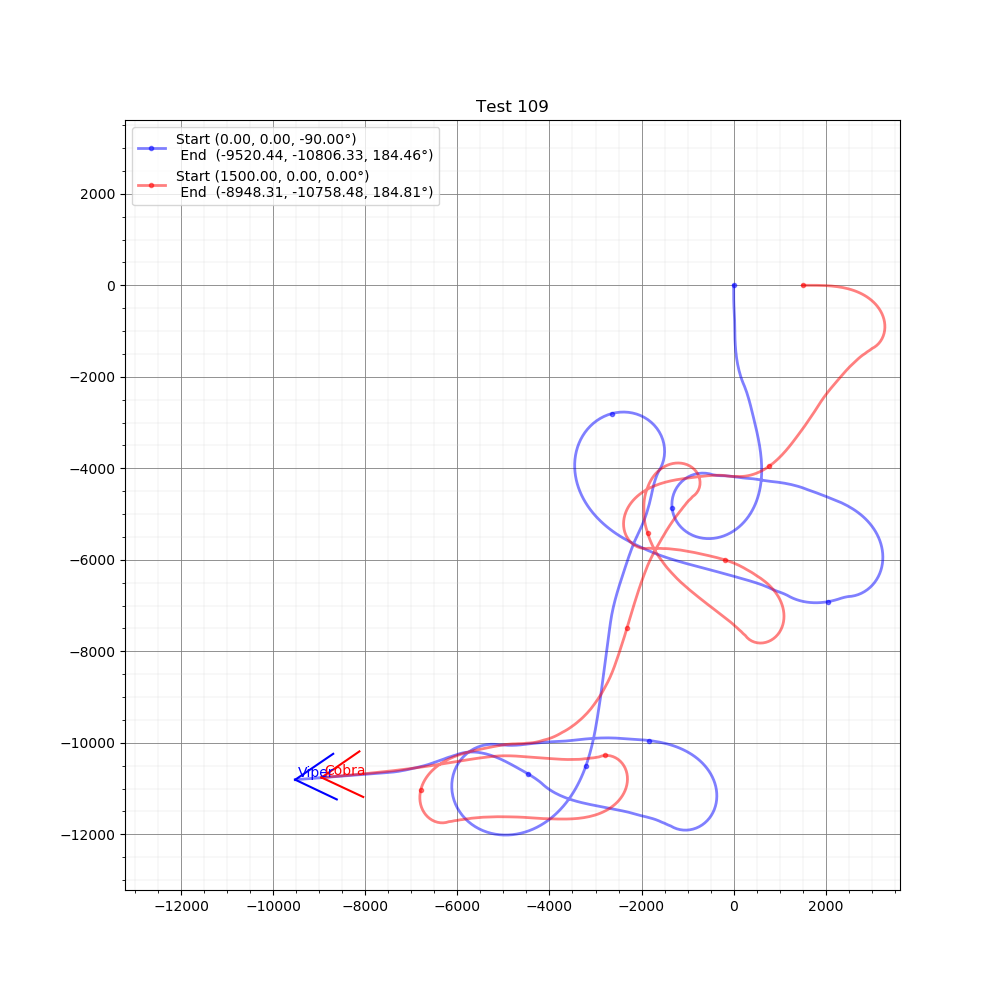 Test 109
Start (0.00, 0.00, -90.00°)
End  (-9520.44, -10806.33, 184.46°)
Start (1500.00, 0.00, 0.00°)
End  (-8948.31, -10758.48, 184.81°)
2000
0
−2000
−4000
−6000
−8000
−10000
−12000
Viper
Cobra
−12000 −10000 −8000 −6000 −4000 −2000 0 2000